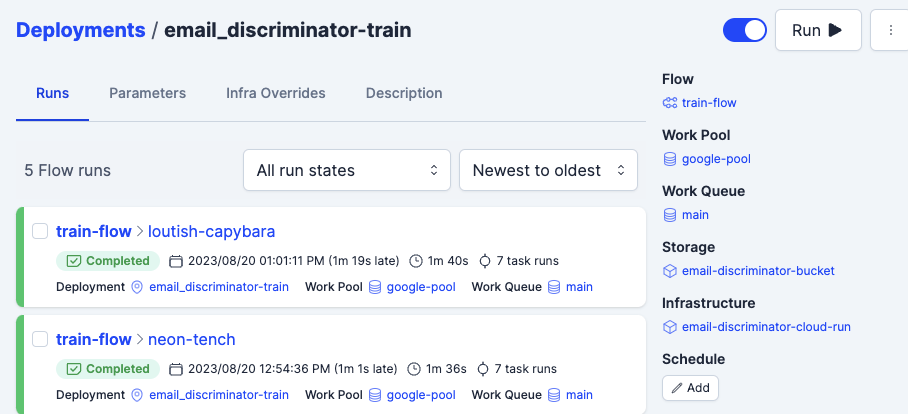 Deployments / email_discriminator-train
Run
Runs Parameters Infra Overrides Description
5 Flow runs All run states Newest to oldest
train-flow > loutish-capybara
Completed 2023/08/20 01:01:11 PM (1m 19s late) 1m 40s 7 task runs
Deployment email_discriminator-train Work Pool google-pool Work Queue main
train-flow > neon-tench
Completed 2023/08/20 12:54:36 PM (1m 1s late) 1m 36s 7 task runs
Deployment email_discriminator-train Work Pool google-pool Work Queue main
Flow
train-flow
Work Pool
google-pool
Work Queue
main
Storage
email-discriminator-bucket
Infrastructure
email-discriminator-cloud-run
Schedule
Add